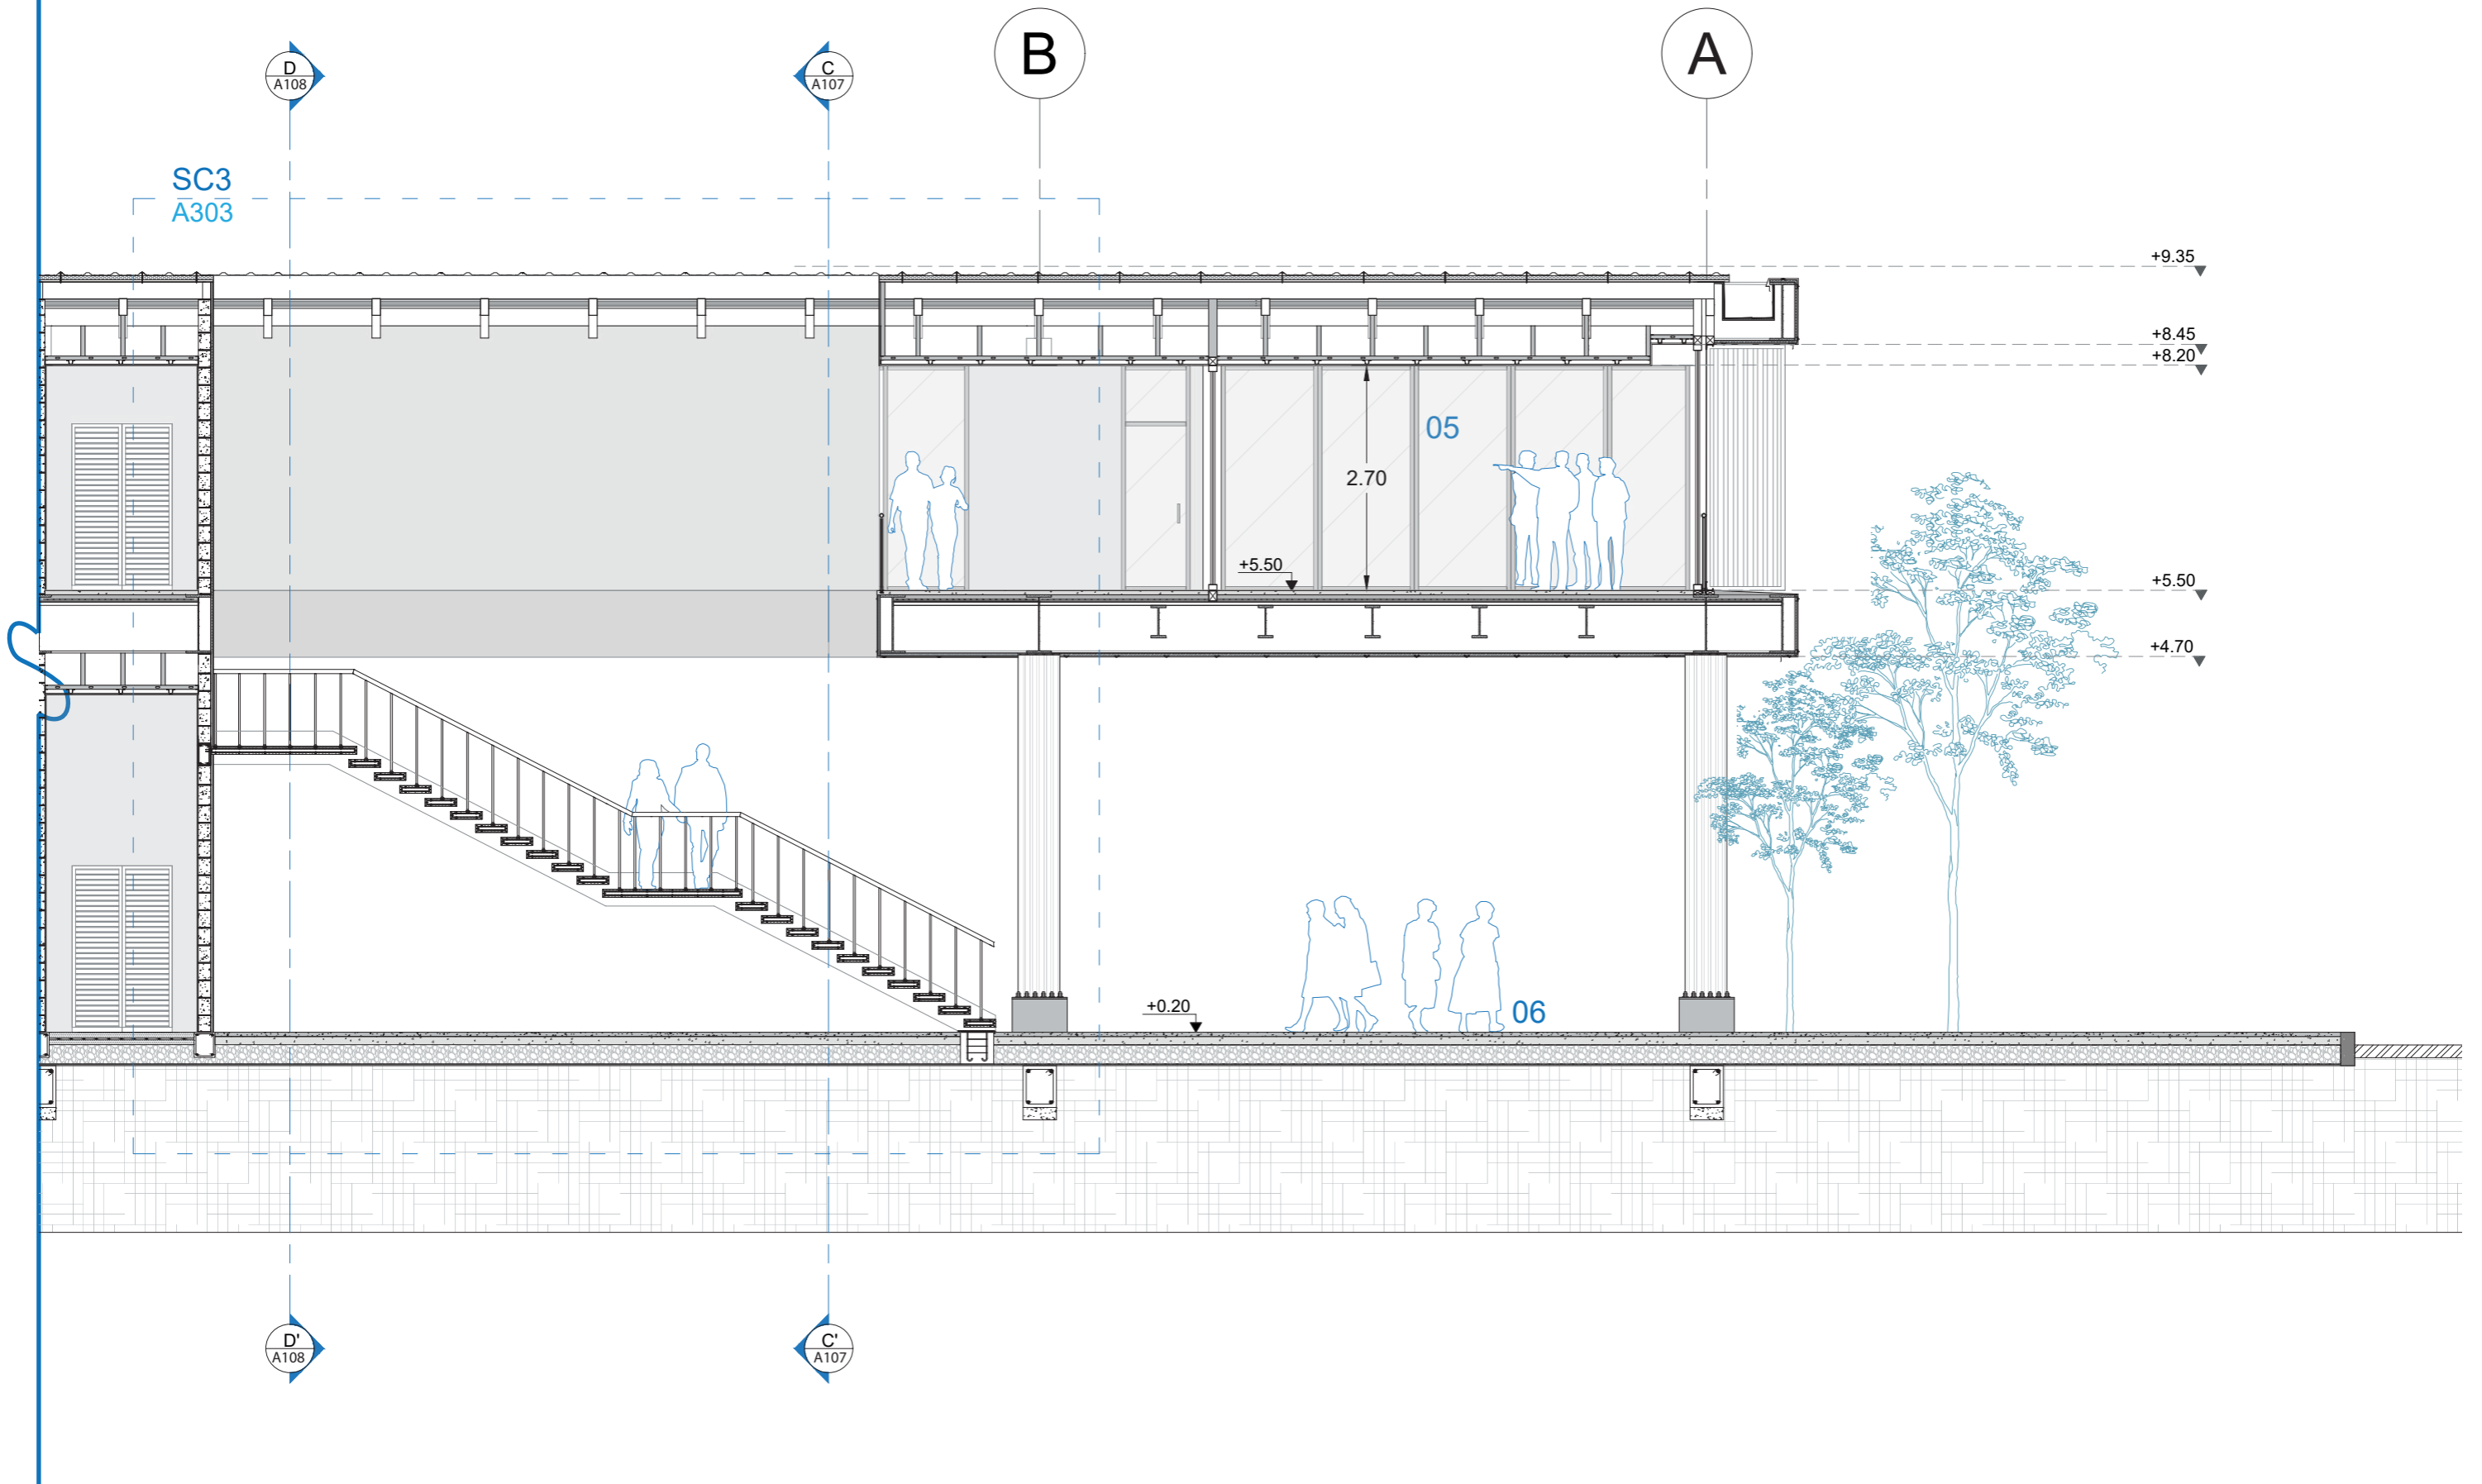 D
A108
C
A107
B
A
SC3
A303
+9.35
+8.45
+8.20
05
2.70
+5.50
+5.50
+4.70
+0.20
06
D'
A108
C'
A107